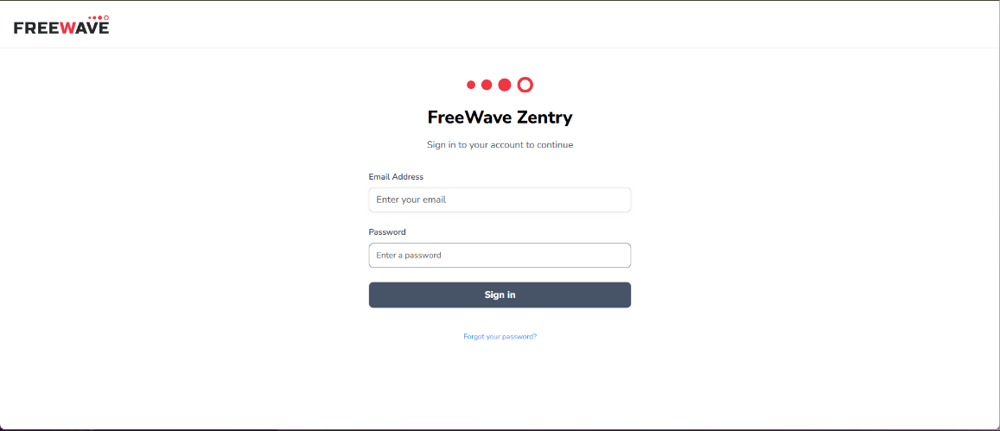 FREEWAVE
FreeWave Zentry
Sign in to your account to continue
Email Address
Enter your email
Password
Enter a password
Sign in
Forgot your password?